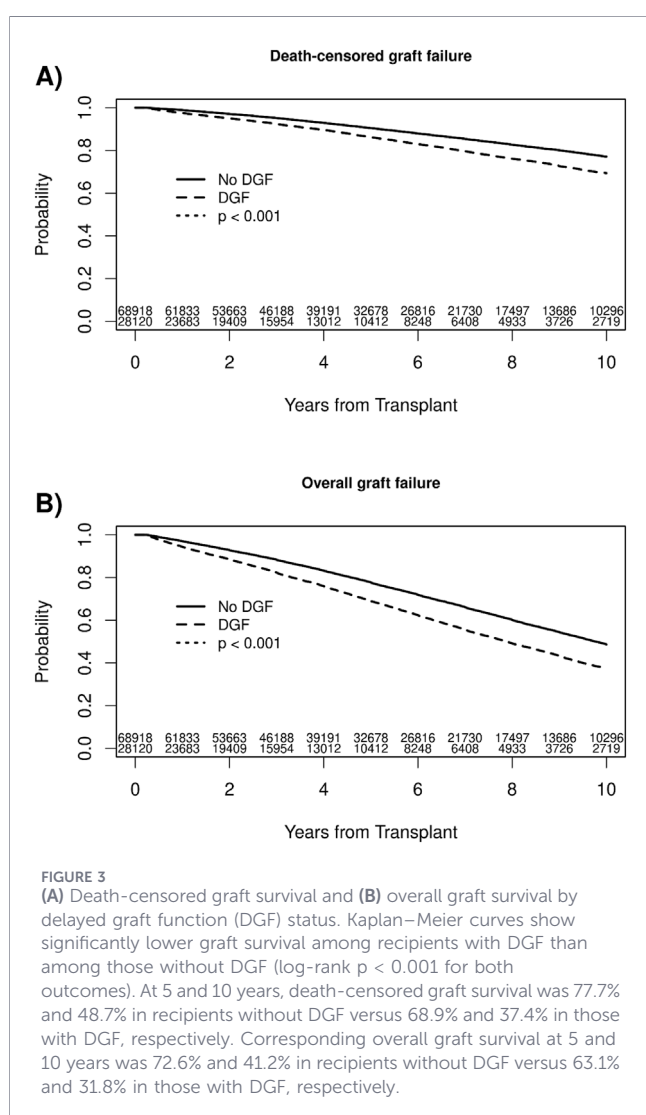 Death-censored graft failure
A)
Probability
1.0
0.8
0.6
0.4
0.2
0.0
No DGF
DGF
p < 0.001
68918 61833 53663 46188 39191 32678 26816 21730 17497 13686 10296
28120 23683 19409 15954 13012 10412 8248 6408 4933 3726 2719
0 2 4 6 8 10
Years from Transplant
Overall graft failure
B)
Probability
1.0
0.8
0.6
0.4
0.2
0.0
No DGF
DGF
p < 0.001
68918 61833 53663 46188 39191 32678 26816 21730 17497 13686 10296
28120 23683 19409 15954 13012 10412 8248 6408 4933 3726 2719
0 2 4 6 8 10
Years from Transplant
FIGURE 3
(A) Death-censored graft survival and (B) overall graft survival by
delayed graft function (DGF) status. Kaplan–Meier curves show
significantly lower graft survival among recipients with DGF than
among those without DGF (log-rank p < 0.001 for both
outcomes). At 5 and 10 years, death-censored graft survival was 77.7%
and 48.7% in recipients without DGF versus 68.9% and 37.4% in those
with DGF, respectively. Corresponding overall graft survival at 5 and
10 years was 72.6% and 41.2% in recipients without DGF versus 63.1%
and 31.8% in those with DGF, respectively.